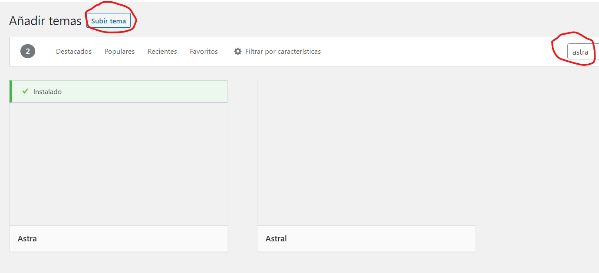 Añadir temas Subir tema
2 Destacados Populares Recientes Favoritos Filtrar por características astra
Instalado
Astra Astral